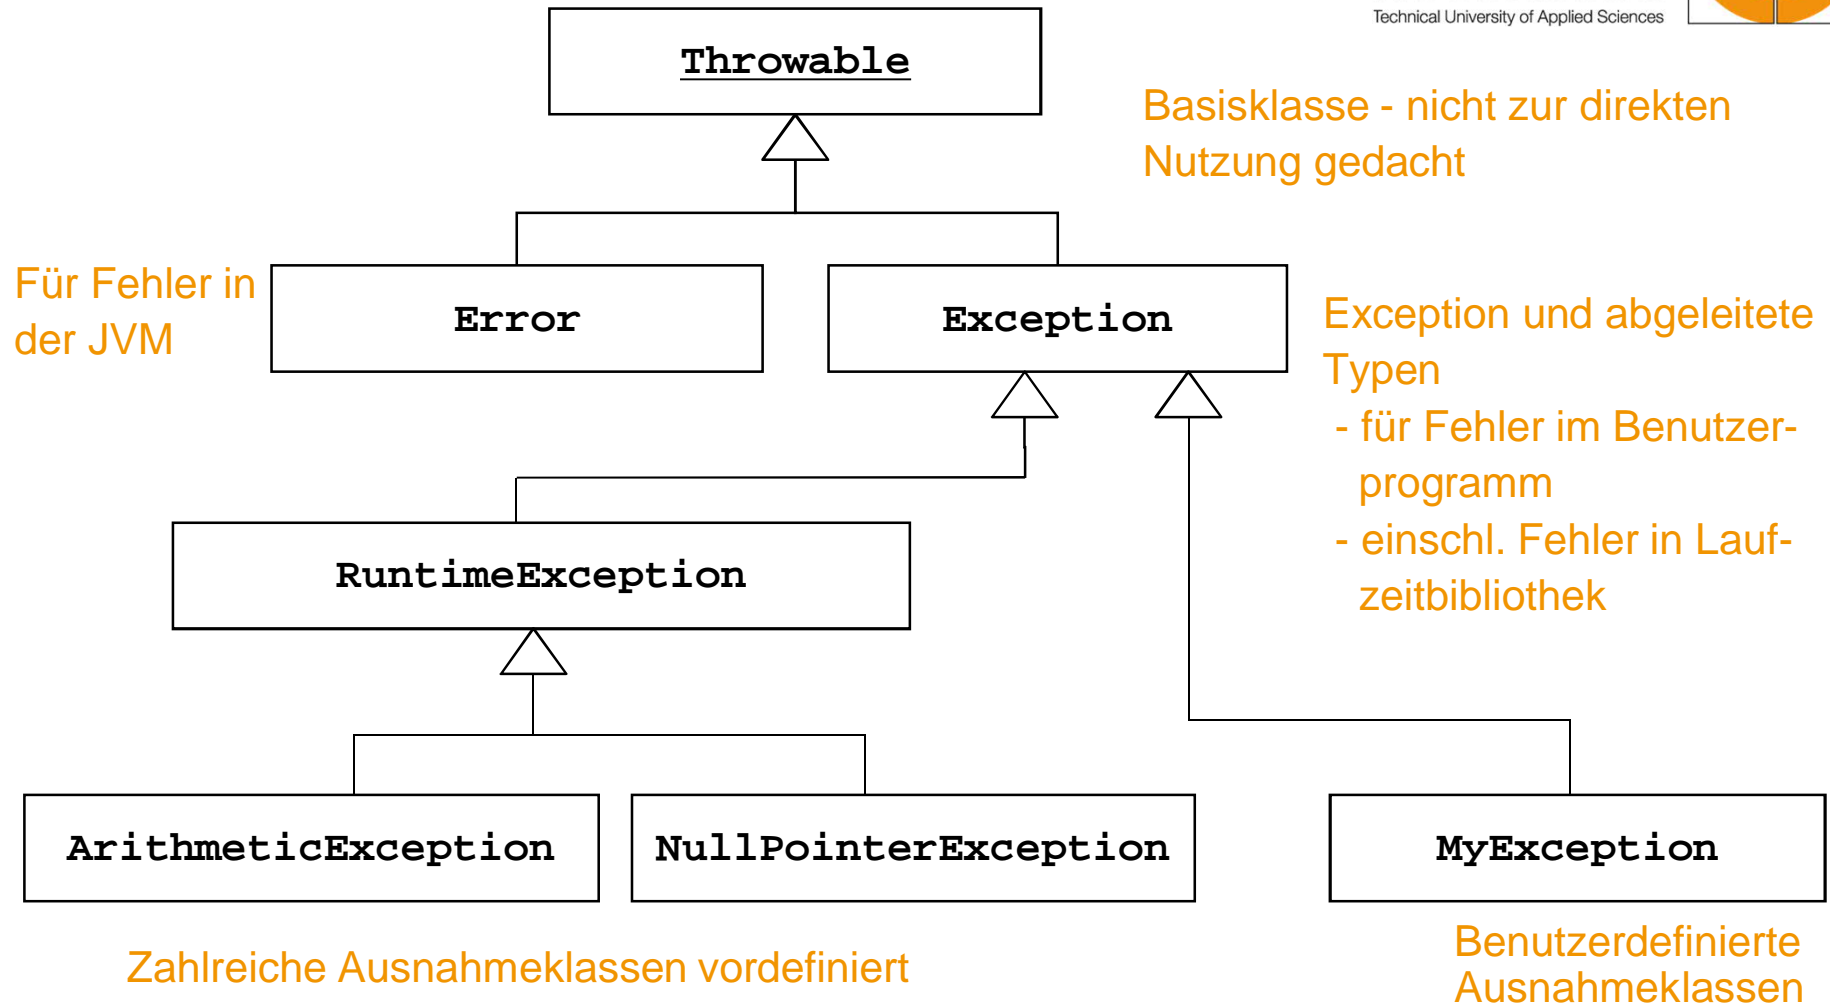 Technical University of Applied Sciences
Throwable
Basisklasse - nicht zur direkten
Nutzung gedacht
Für Fehler in
der JVM
Error
Exception
Exception und abgeleitete
Typen
- für Fehler im Benutzer-
programm
- einschl. Fehler in Lauf-
zeitbibliothek
RuntimeException
ArithmeticException
NullPointerException
MyException
Zahlreiche Ausnahmeklassen vordefiniert
Benutzerdefinierte
Ausnahmeklassen